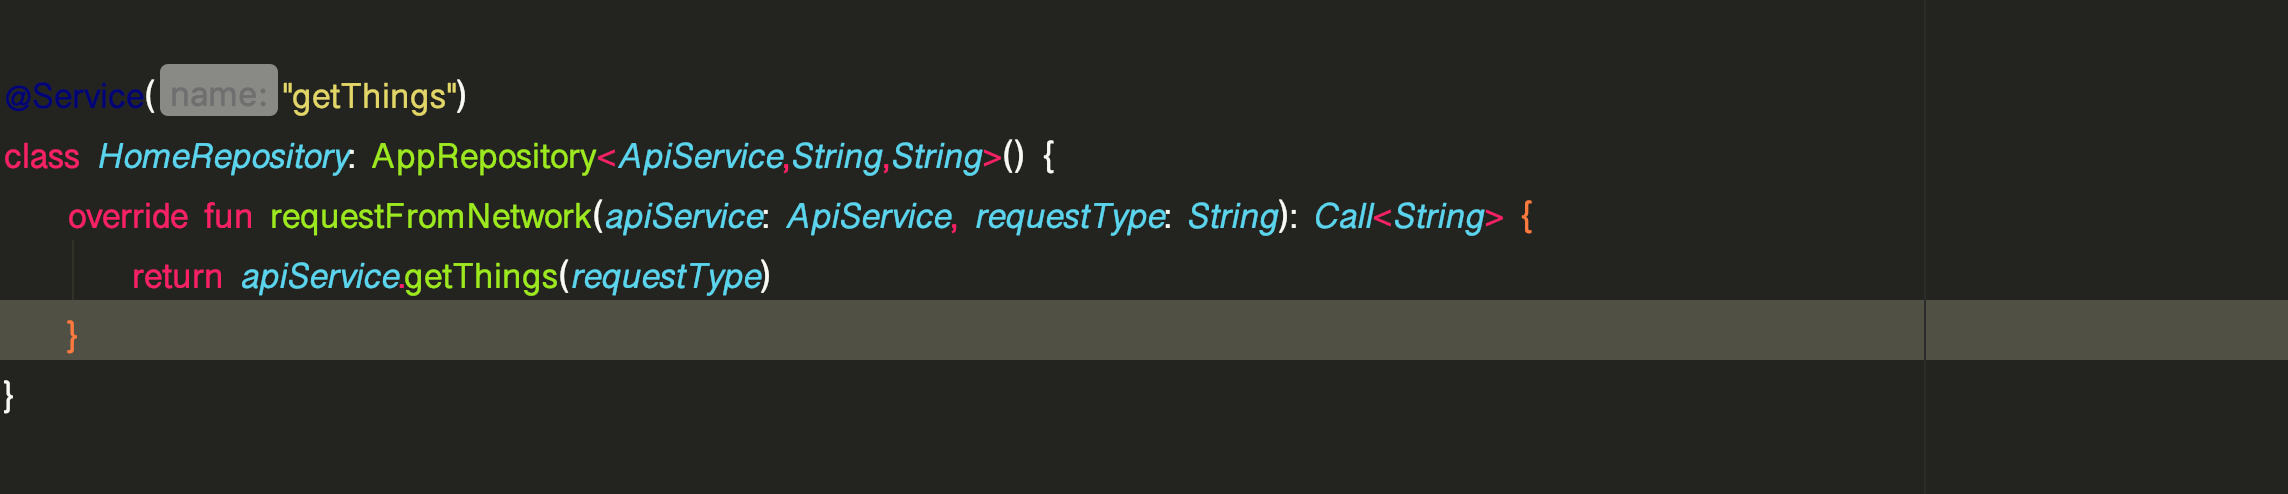 @Service( name: "getThings")
class HomeRepository: AppRepository<ApiService,String,String>() {
override fun requestFromNetwork(apiService: ApiService, requestType: String): Call<String> {
return apiService.getThings(requestType)
}
}